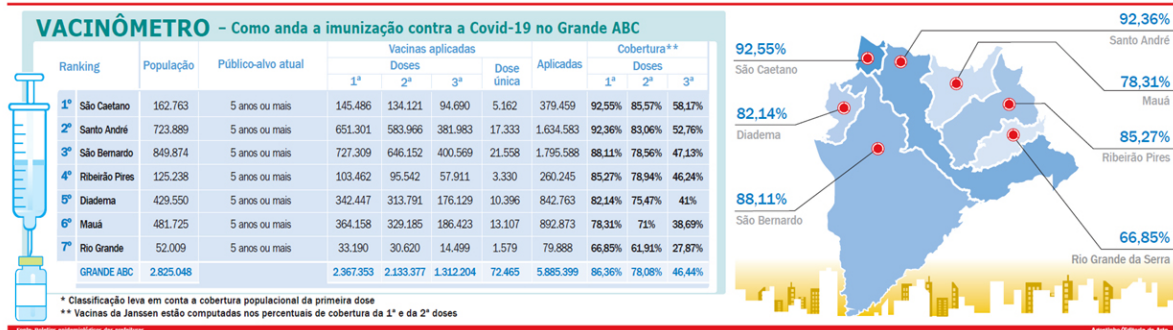 VACINÔMETRO – Como anda a imunização contra a Covid-19 no Grande ABC
Ranking População Público-alvo atual Vacinas aplicadas Aplicadas Cobertura**
Doses Dose única Doses
1ª 2ª 3ª 1ª 2ª 3ª
1º São Caetano 162.763 5 anos ou mais 145.486 134.121 94.690 5.162 379.459 92,55% 85,57% 58,17%
2º Santo André 723.889 5 anos ou mais 651.301 583.966 381.983 17.333 1.634.583 92,36% 83,06% 52,76%
3º São Bernardo 849.874 5 anos ou mais 727.309 646.152 400.569 21.558 1.795.588 88,11% 78,56% 47,13%
4º Ribeirão Pires 125.238 5 anos ou mais 103.462 95.542 57.911 3.330 260.245 85,27% 78,94% 46,24%
5º Diadema 429.550 5 anos ou mais 342.447 313.791 176.129 10.396 842.763 82,14% 75,47% 41%
6º Mauá 481.725 5 anos ou mais 364.158 329.185 186.423 13.107 892.873 78,31% 71% 38,69%
7º Rio Grande 52.009 5 anos ou mais 33.190 30.620 14.499 1.579 79.888 66,85% 61,91% 27,87%
GRANDE ABC 2.825.048 2.367.353 2.133.377 1.312.204 72.465 5.885.399 86,36% 78,08% 46,44%
* Classificação leva em conta a cobertura populacional da primeira dose
** Vacinas da Janssen estão computadas nos percentuais de cobertura da 1ª e da 2ª doses
92,36%
Santo André
92,55%
São Caetano
78,31%
Mauá
82,14%
Diadema
85,27%
Ribeirão Pires
88,11%
São Bernardo
66,85%
Rio Grande da Serra